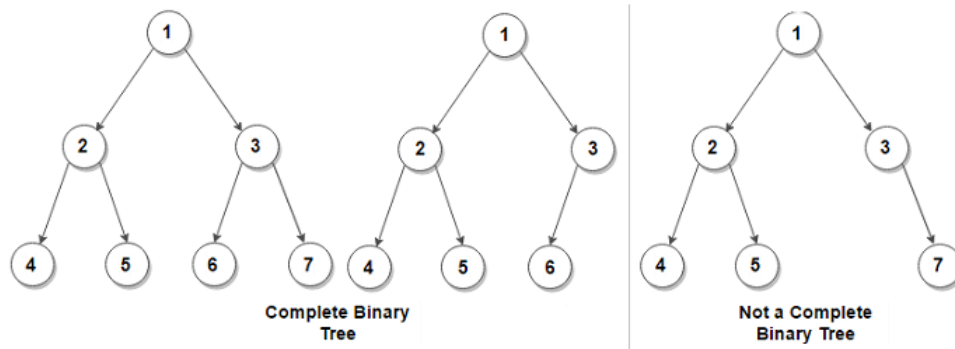 1 1 1
2 3 2 3 2 3
4 5 6 7 4 5 6 4 5 7
Complete Binary
Tree
Not a Complete
Binary Tree